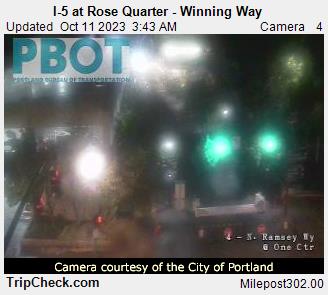 I-5 at Rose Quarter - Winning Way
Updated Oct 11 2023 3:43 AM Camera 4
PBOT
PORTLAND BUREAU OF TRANSPORTATION
4 - N. Ramsey Wy
@ One Ctr
Camera courtesy of the City of Portland
TripCheck.com Milepost302.00